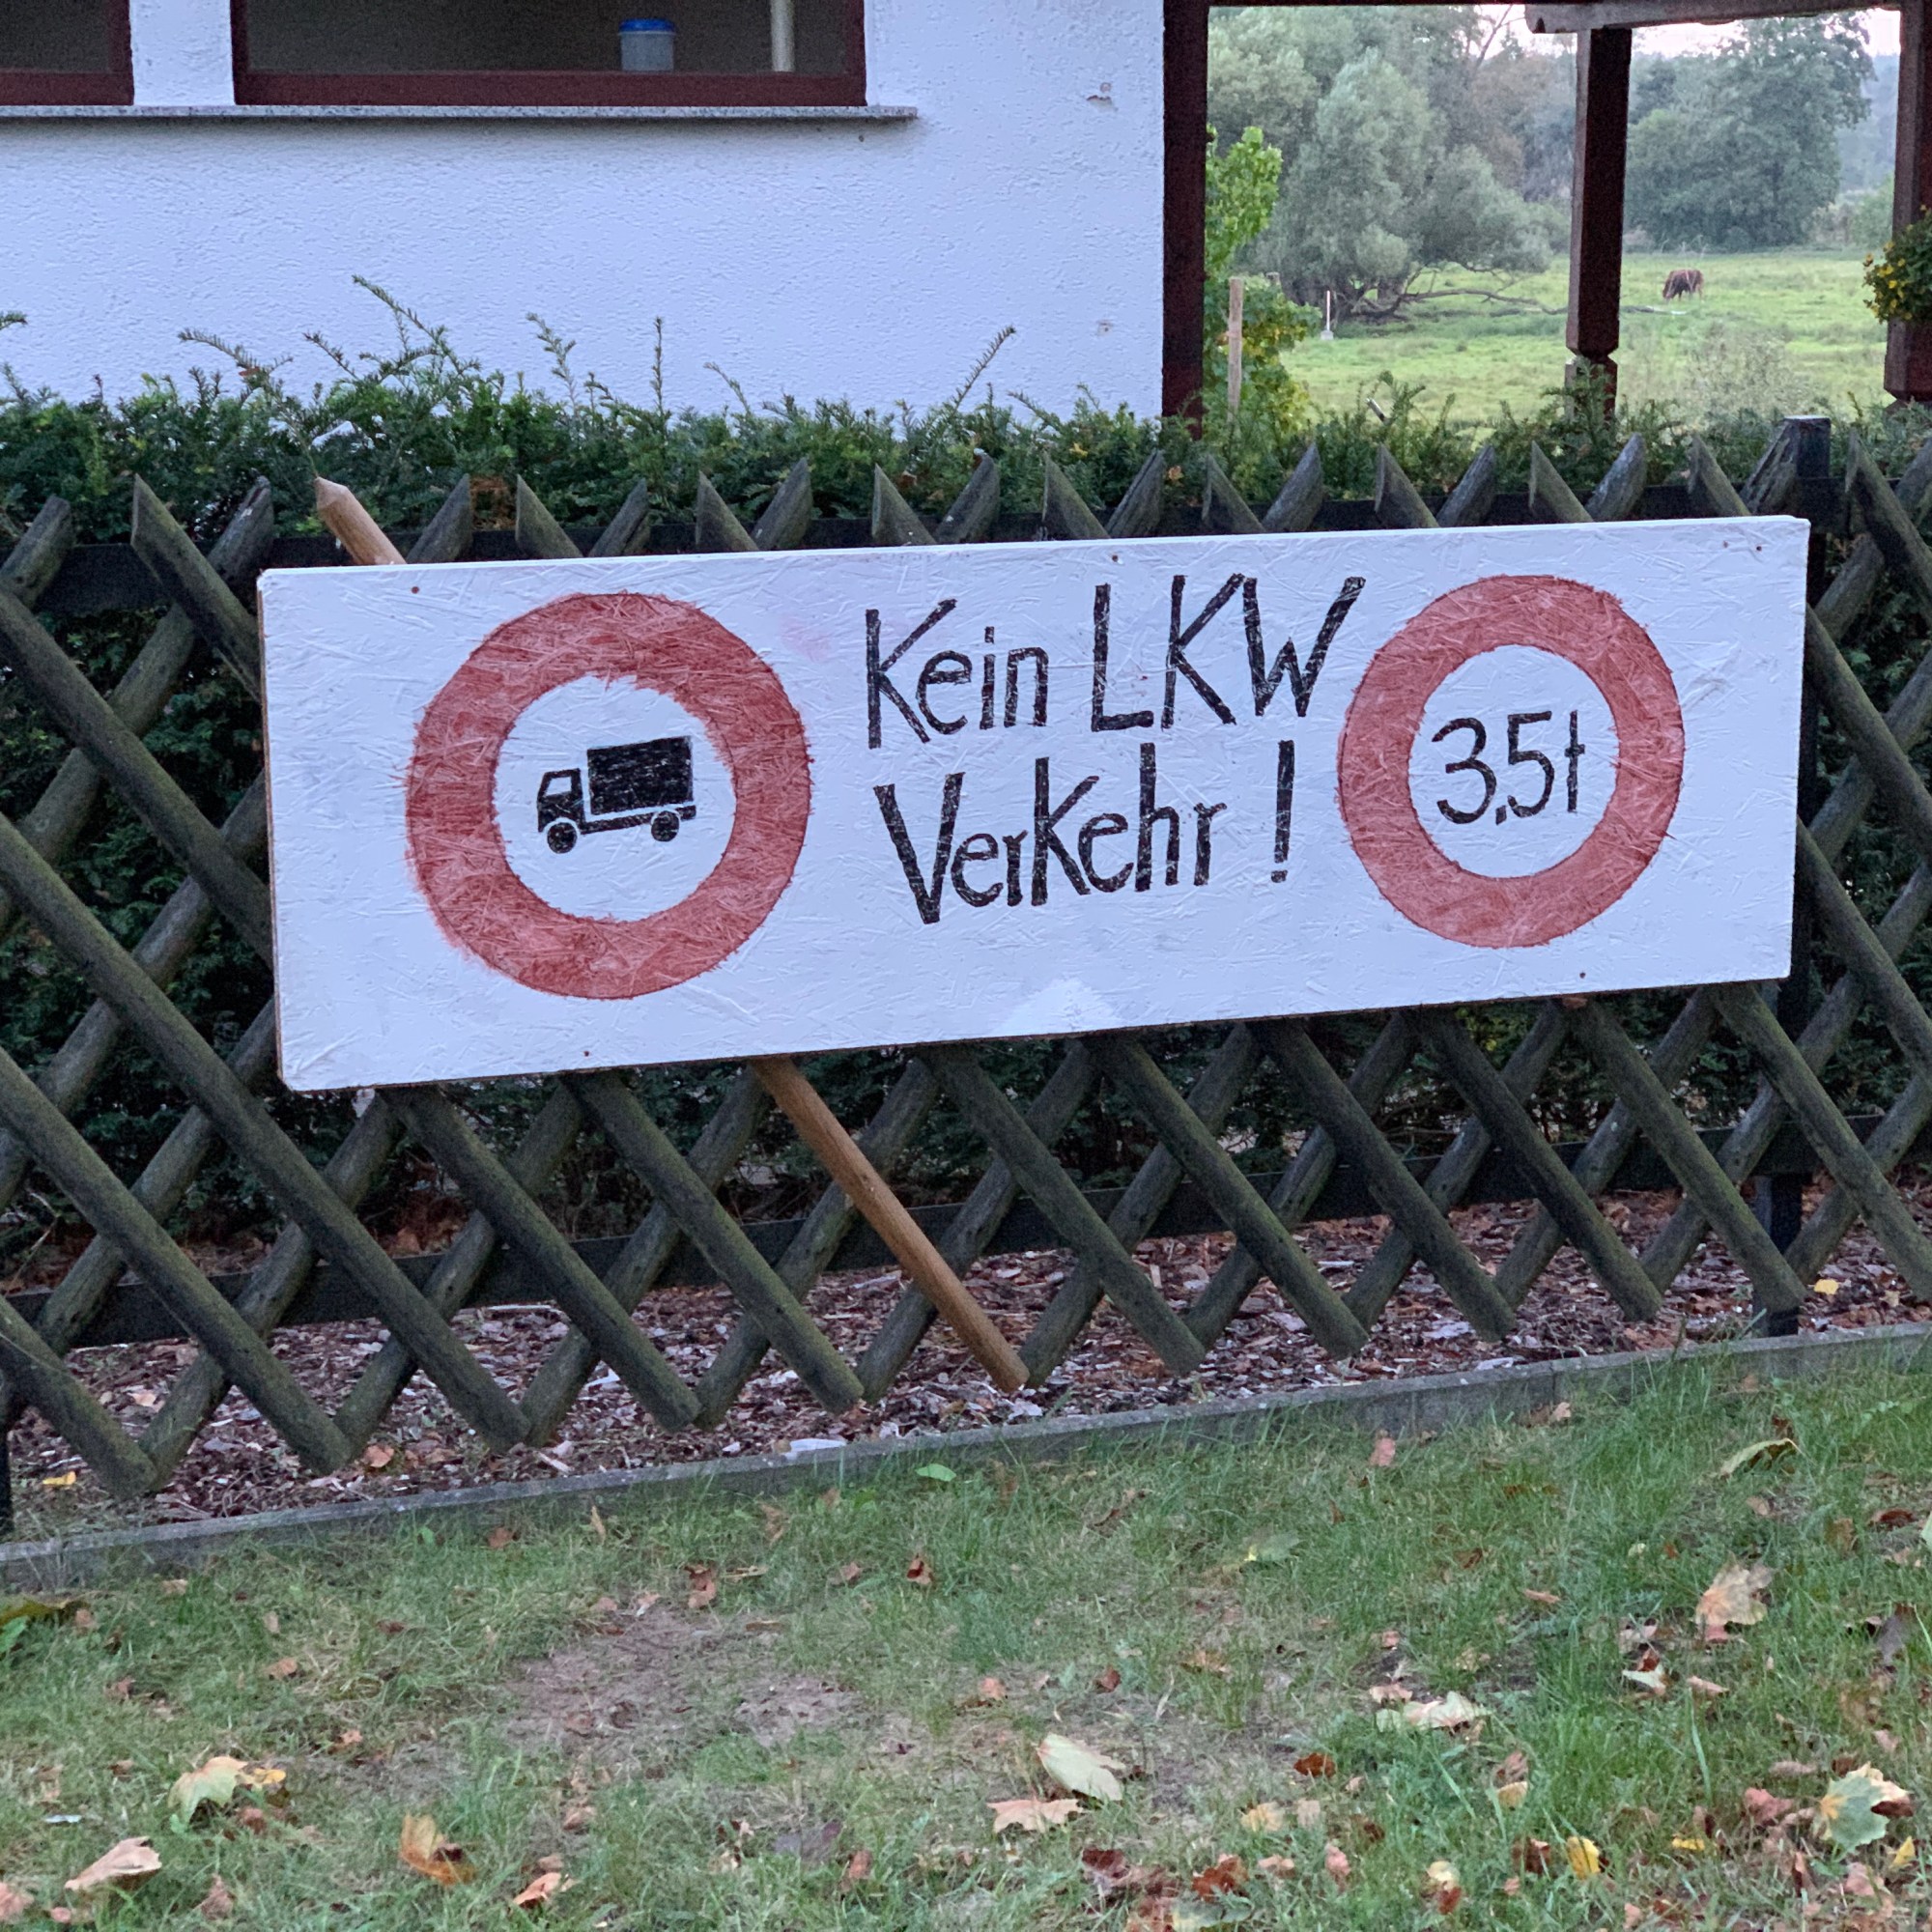 Kein LKW
Verkehr !
3,5t